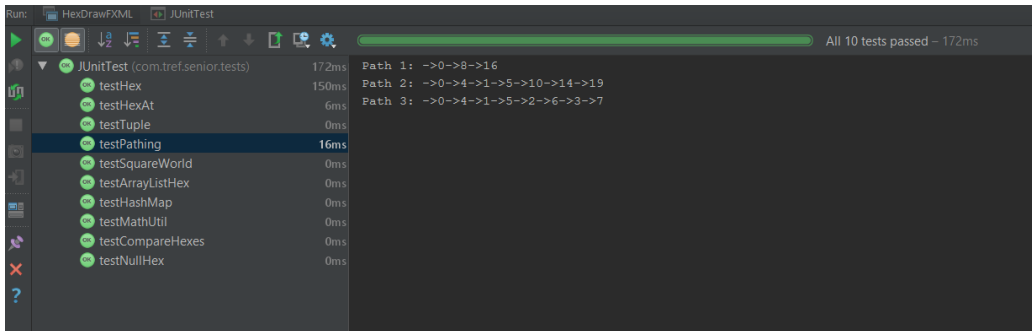 Run: HexDrawFXML JUnitTest
All 10 tests passed – 172ms
JUnitTest (com.tref.senior.tests) 172ms
testHex 150ms
testHexAt 6ms
testTuple 0ms
testPathing 16ms
testSquareWorld 0ms
testArrayListHex 0ms
testHashMap 0ms
testMathUtil 0ms
testCompareHexes 0ms
testNullHex 0ms
Path 1: ->0->8->16
Path 2: ->0->4->1->5->10->14->19
Path 3: ->0->4->1->5->2->6->3->7